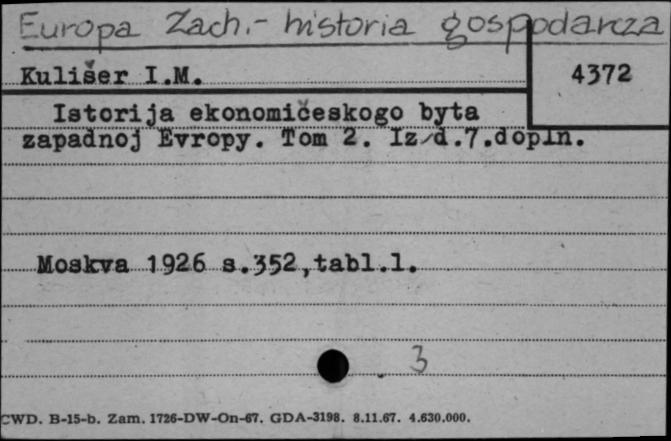 Europa Zach.- historia gospodarcza
Kulišer I.M.
4372
Istorija ekonomičeskogo byta
zapadnoj Evropy. Tom 2. Iz/d.7.dopln.
Moskva 1926 s.352,tabl.1.
3
CWD. B-15-b. Zam. 1726-DW-On-67. GDA-3198. 8.11.67. 4.630.000.